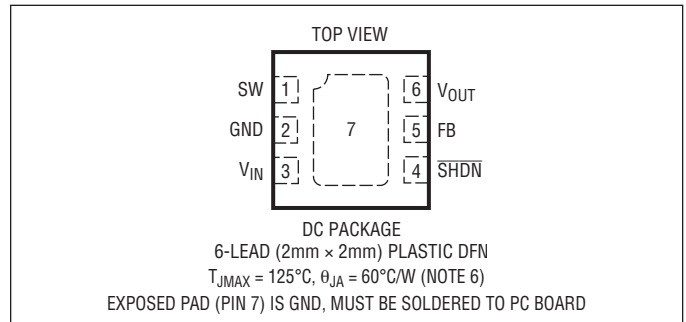 TOP VIEW
SW 1 6 VOUT
GND 2 7 5 FB
VIN 3 4 SHDN
DC PACKAGE
6-LEAD (2mm × 2mm) PLASTIC DFN
TJMAX = 125°C, θJA = 60°C/W (NOTE 6)
EXPOSED PAD (PIN 7) IS GND, MUST BE SOLDERED TO PC BOARD